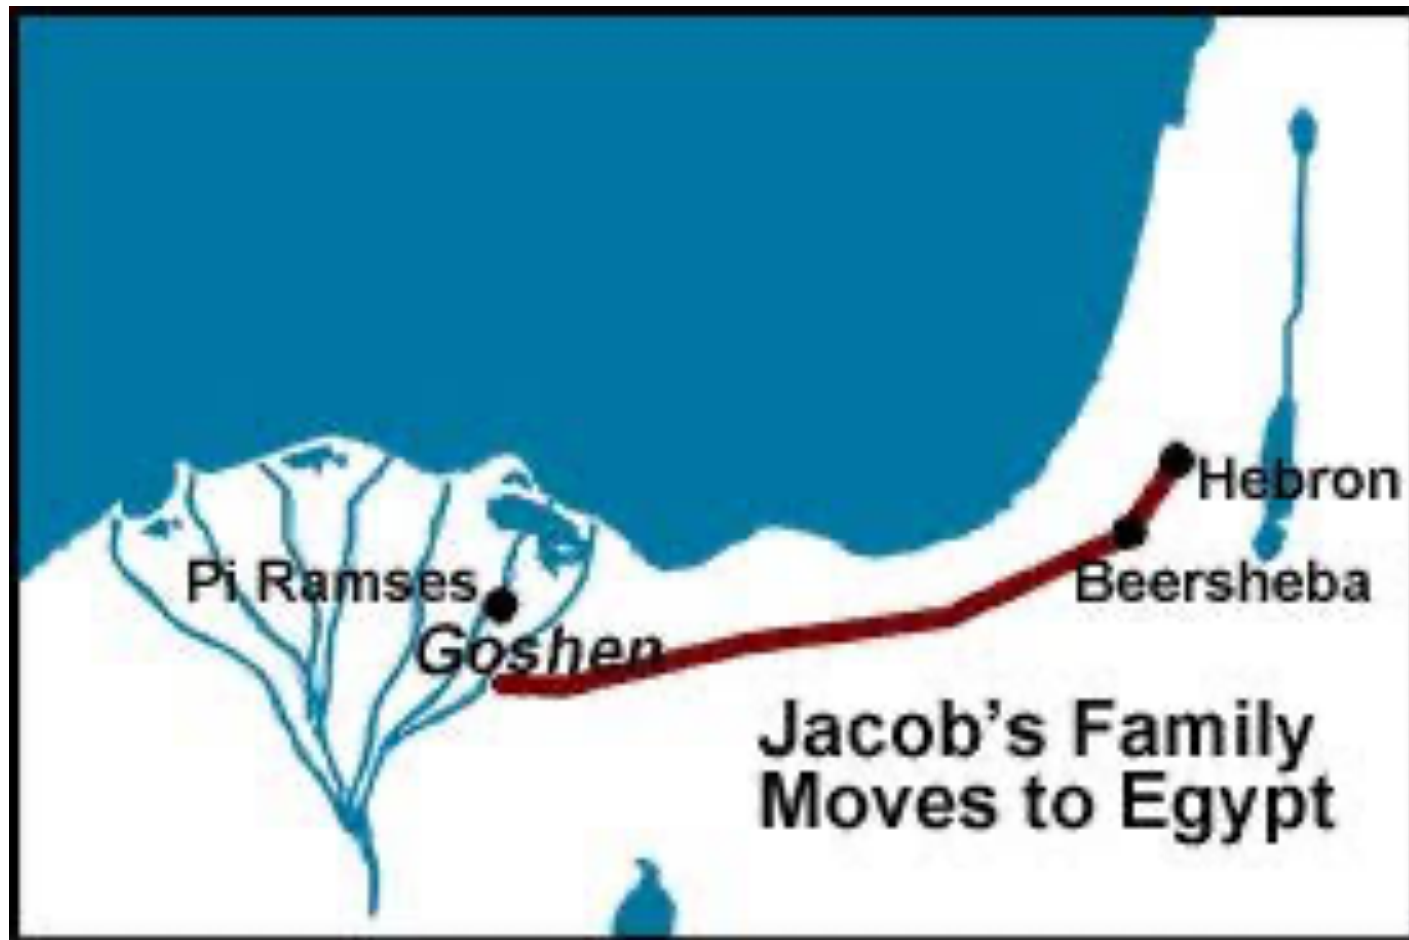 Hebron
Pi Ramses
Beersheba
Goshen
Jacob’s Family
Moves to Egypt